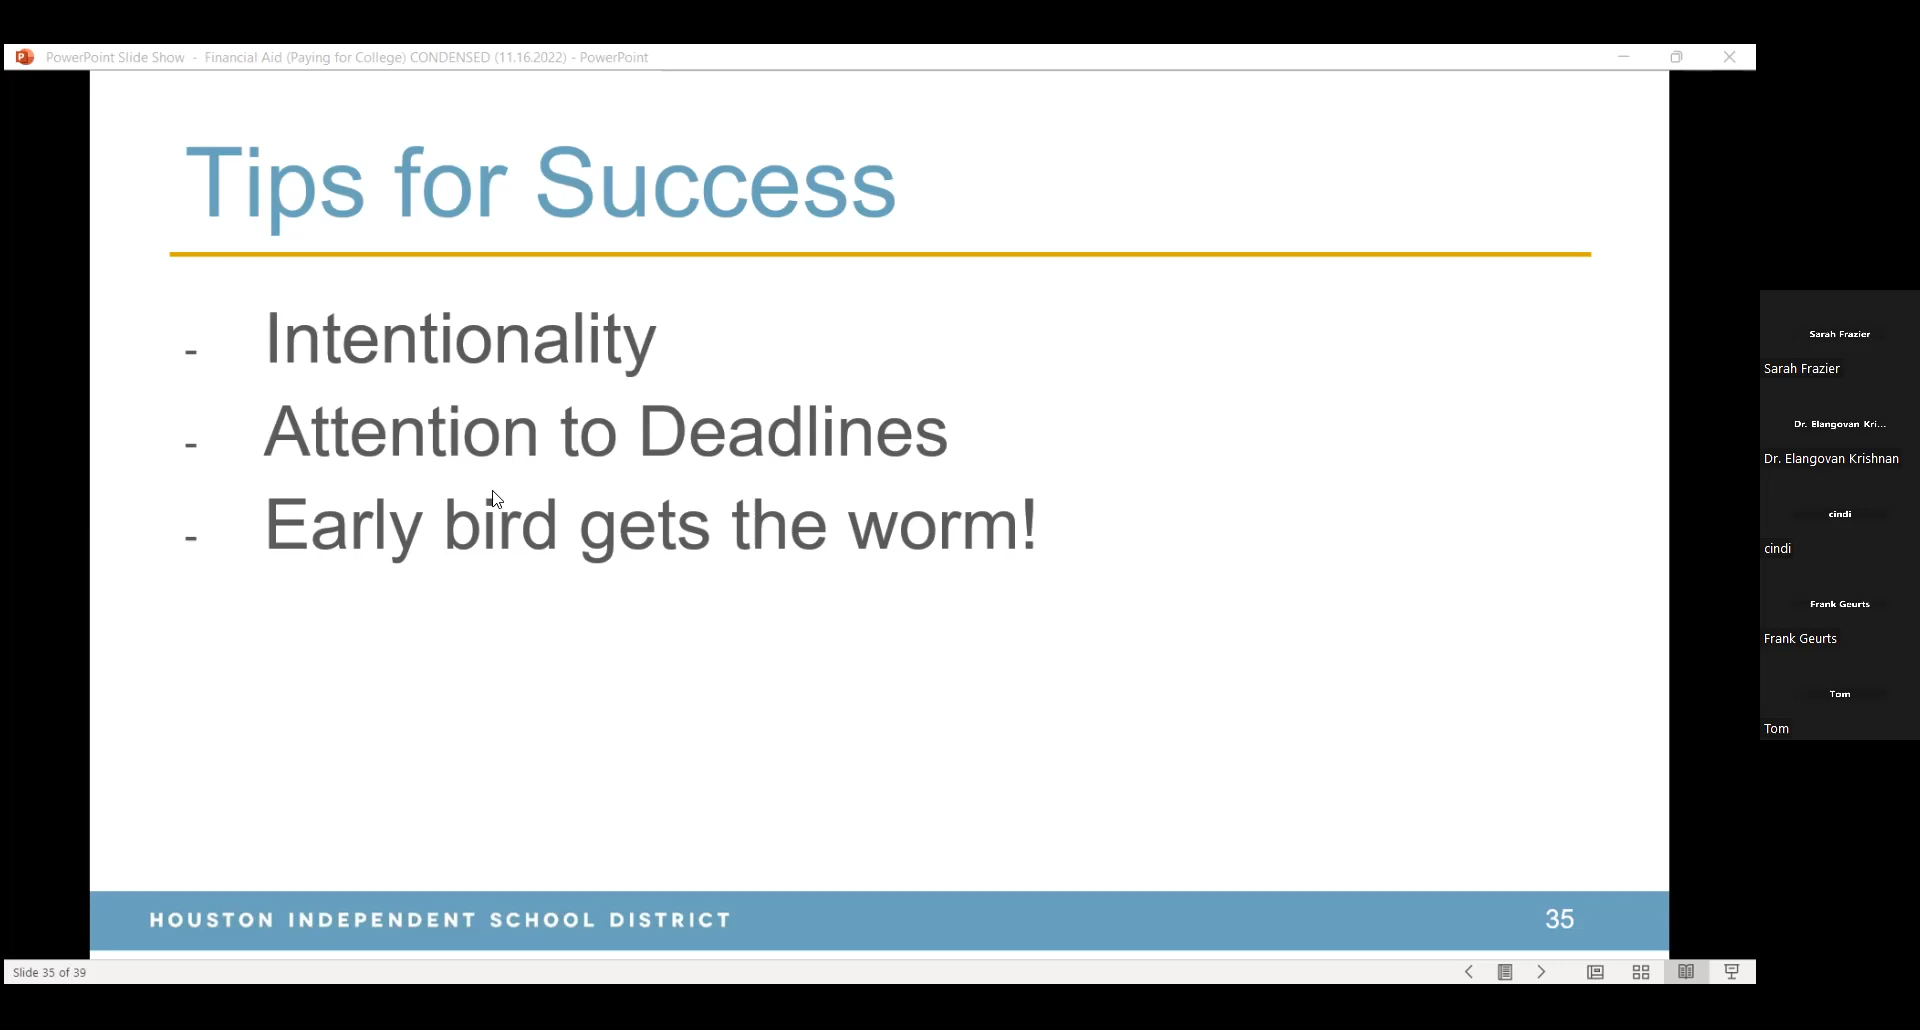 PowerPoint Slide Show - Financial Aid (Paying for College) CONDENSED (11.16.2022) - PowerPoint
Tips for Success
- Intentionality
- Attention to Deadlines
- Early bird gets the worm!
HOUSTON INDEPENDENT SCHOOL DISTRICT
35
Slide 35 of 39
Sarah Frazier
Sarah Frazier
Dr. Elangovan Kri...
Dr. Elangovan Krishnan
cindi
cindi
Frank Geurts
Frank Geurts
Tom
Tom